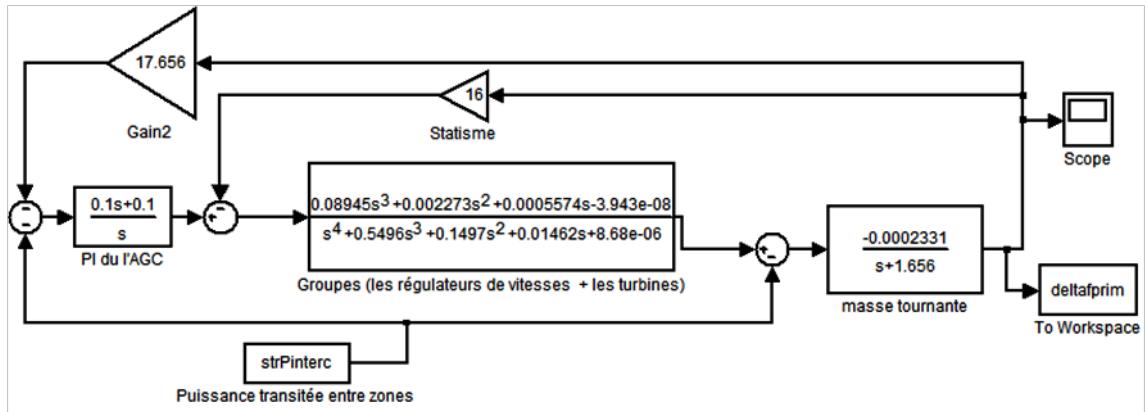 17.656
Gain2
16
Statisme
Scope
-
-
0.1s+0.1
s
PI du l'AGC
+ -
0.08945s³+0.002273s²+0.0005574s-3.943e-08
s⁴+0.5496s³+0.1497s²+0.01462s+8.68e-06
Groupes (les régulateurs de vitesses + les turbines)
+
-
-0.0002331
s+1.656
masse tournante
deltafprim
To Workspace
strPinterc
Puissance transitée entre zones